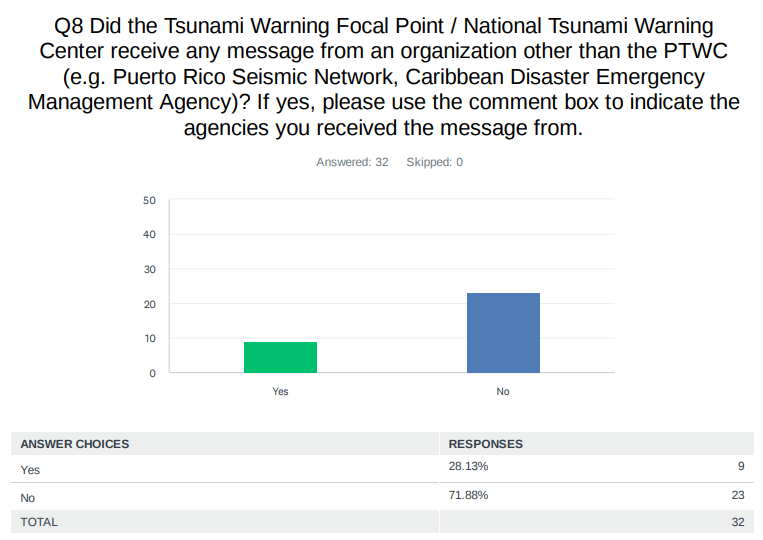 Q8 Did the Tsunami Warning Focal Point / National Tsunami Warning
Center receive any message from an organization other than the PTWC
(e.g. Puerto Rico Seismic Network, Caribbean Disaster Emergency
Management Agency)? If yes, please use the comment box to indicate the
agencies you received the message from.
Answered: 32 Skipped: 0
50
40
30
20
10
0
Yes No
ANSWER CHOICES RESPONSES
Yes 28.13% 9
No 71.88% 23
TOTAL 32